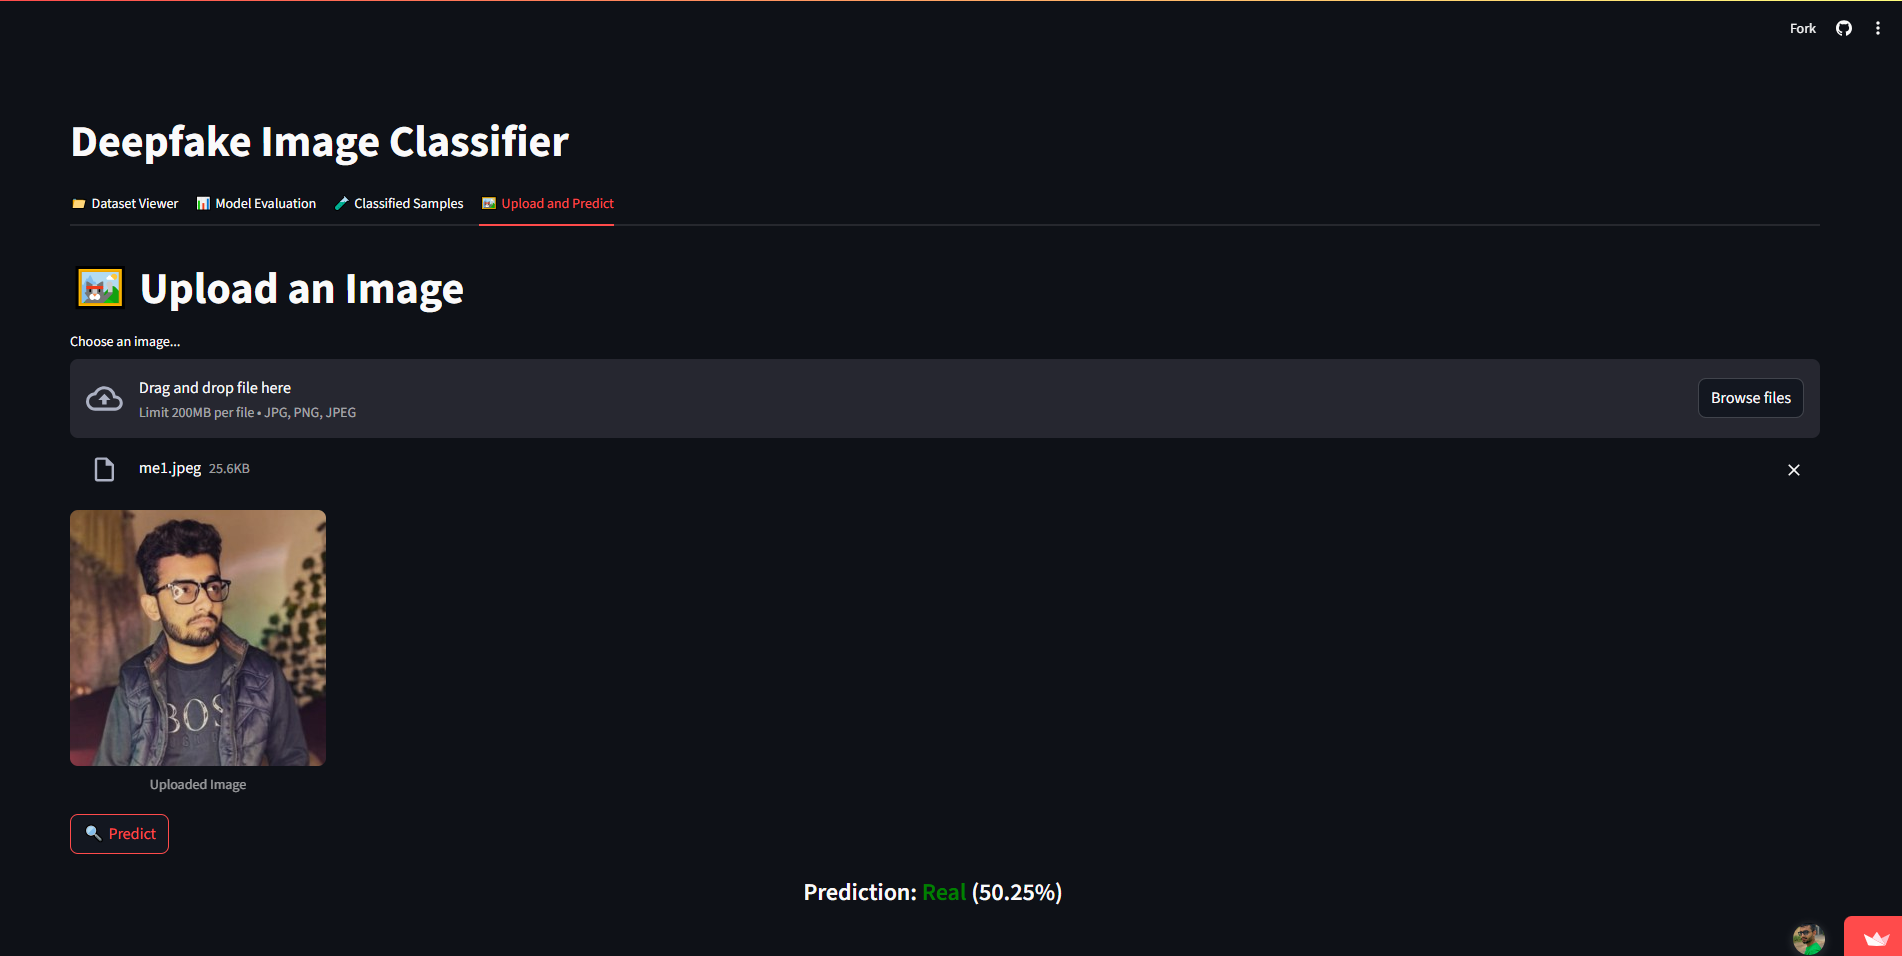 Fork
Deepfake Image Classifier
Dataset Viewer Model Evaluation Classified Samples Upload and Predict
Upload an Image
Choose an image...
Drag and drop file here
Limit 200MB per file • JPG, PNG, JPEG
Browse files
me1.jpeg 25.6KB
BOS
Uploaded Image
Predict
Prediction: Real (50.25%)